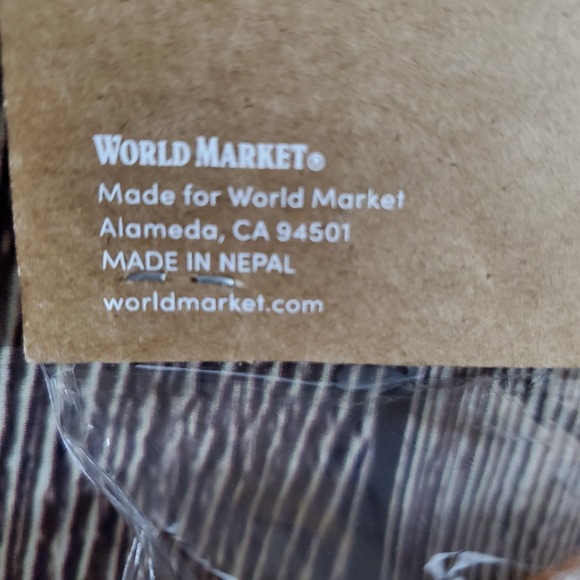 WORLD MARKET®
Made for World Market
Alameda, CA 94501
MADE IN NEPAL
worldmarket.com